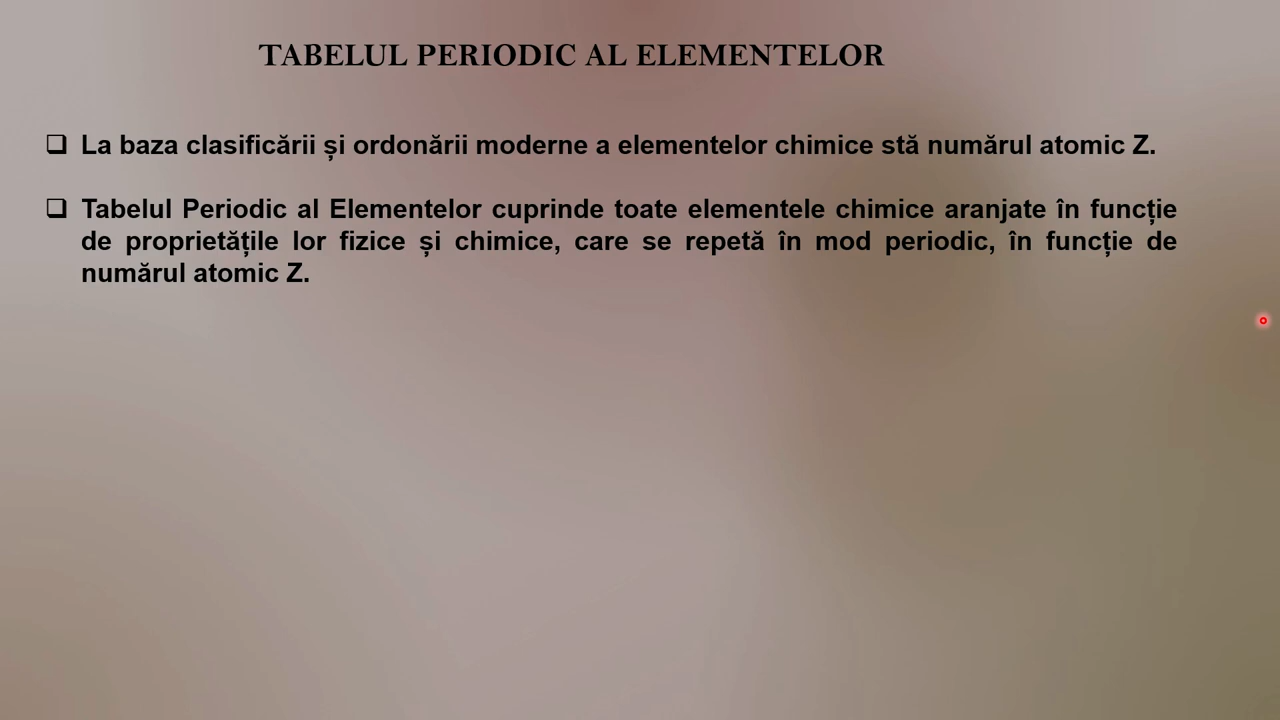 TABELUL PERIODIC AL ELEMENTELOR
❑ La baza clasificării și ordonării moderne a elementelor chimice stă numărul atomic Z.
❑ Tabelul Periodic al Elementelor cuprinde toate elementele chimice aranjate în funcție
de proprietățile lor fizice și chimice, care se repetă în mod periodic, în funcție de
numărul atomic Z.